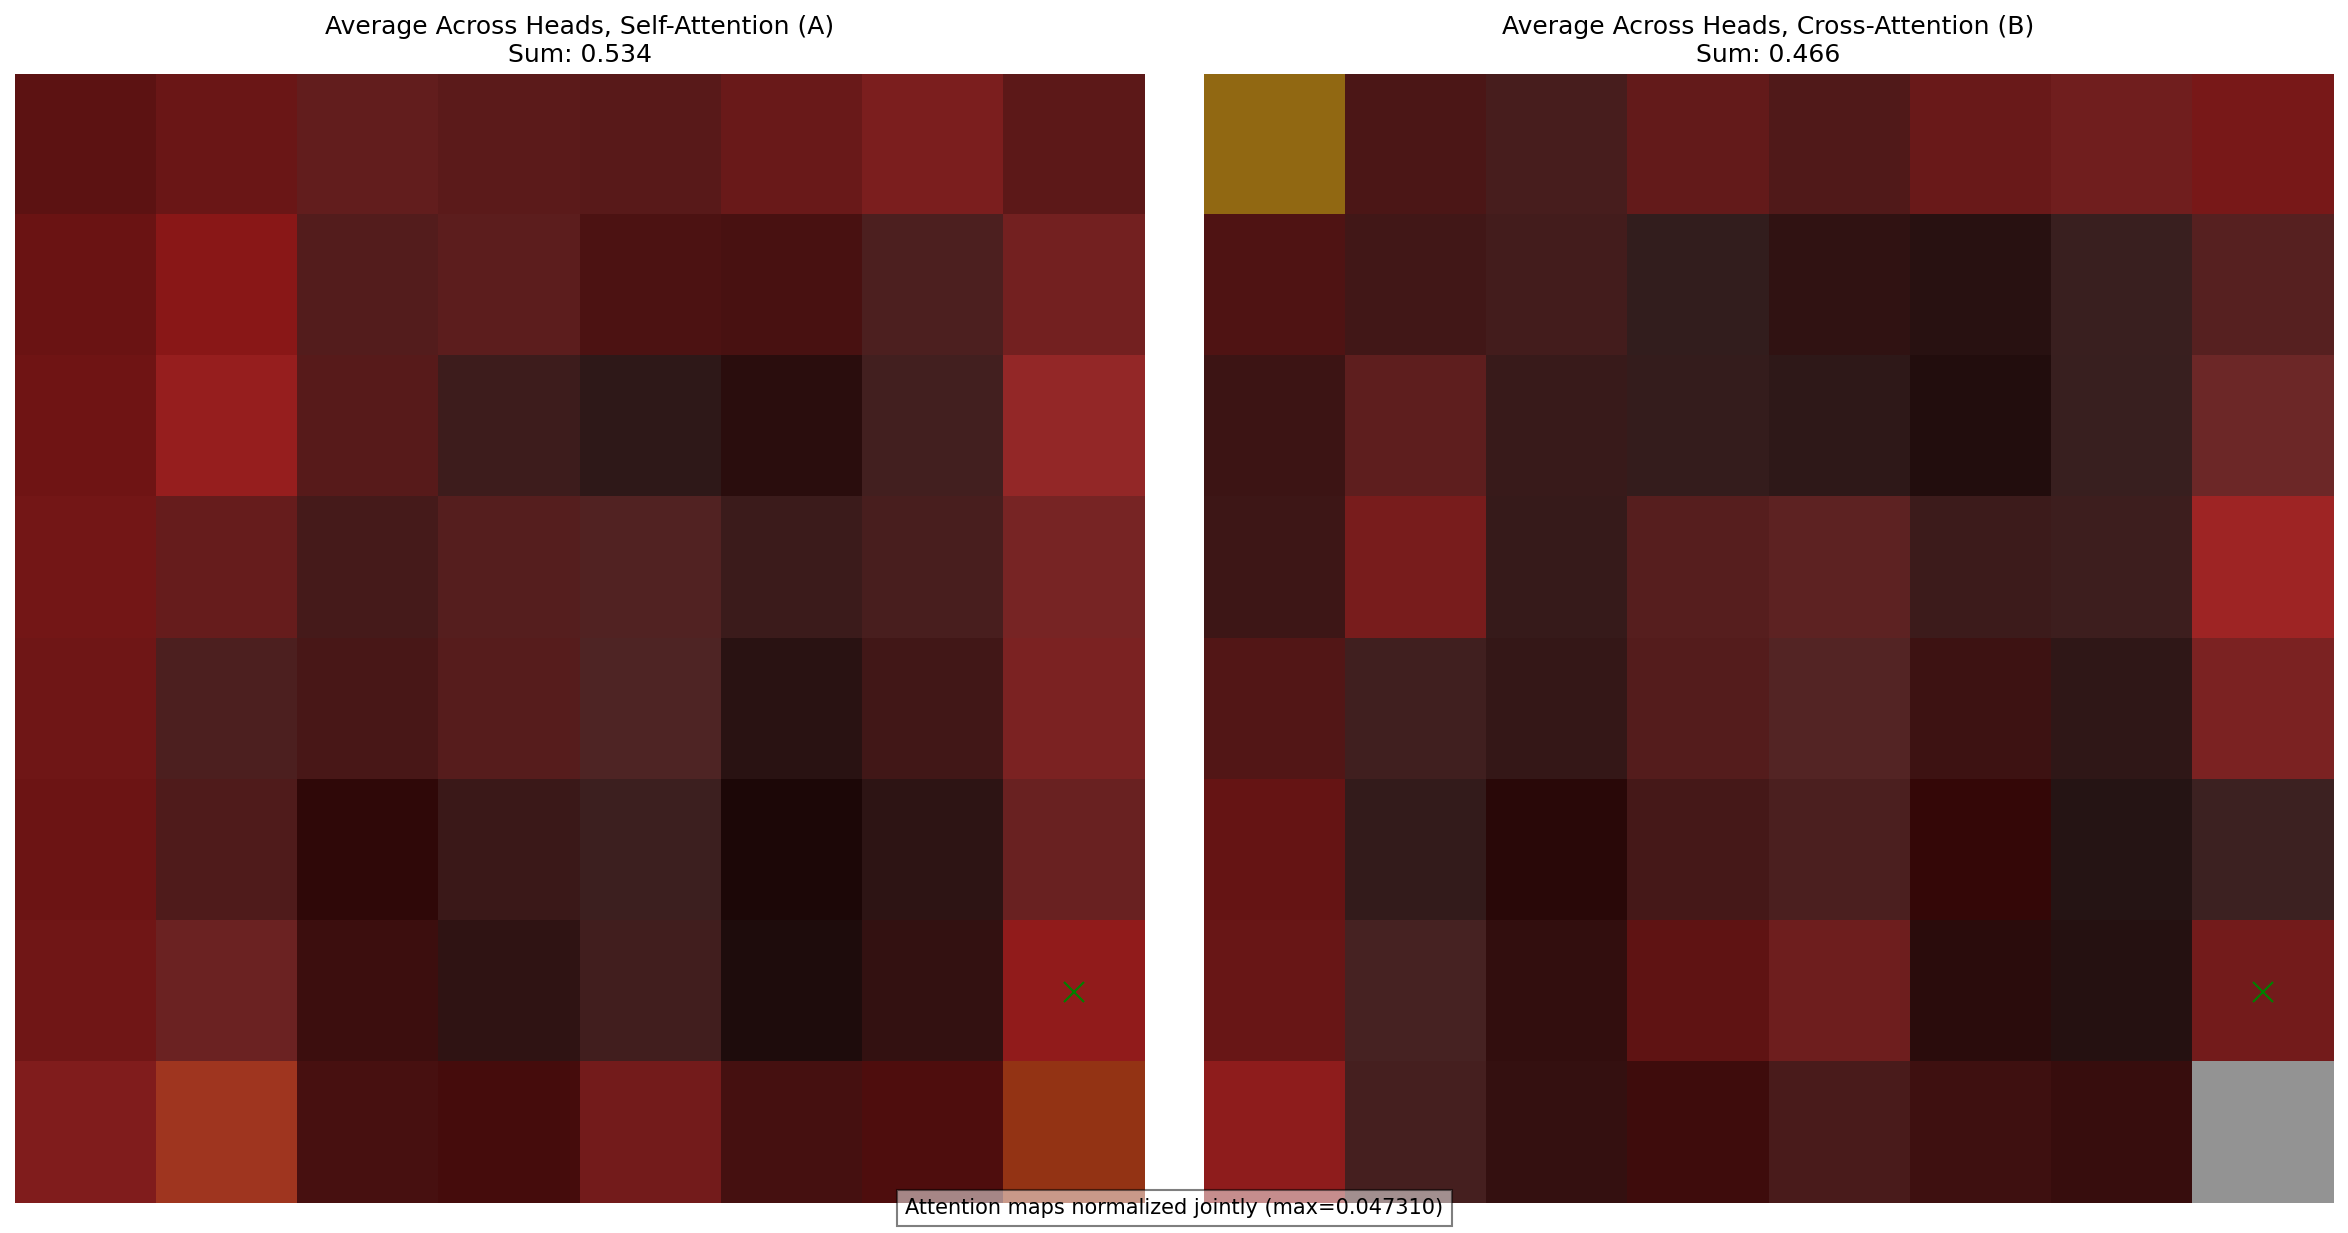 Average Across Heads, Self-Attention (A)
Sum: 0.534
Average Across Heads, Cross-Attention (B)
Sum: 0.466
Attention maps normalized jointly (max=0.047310)